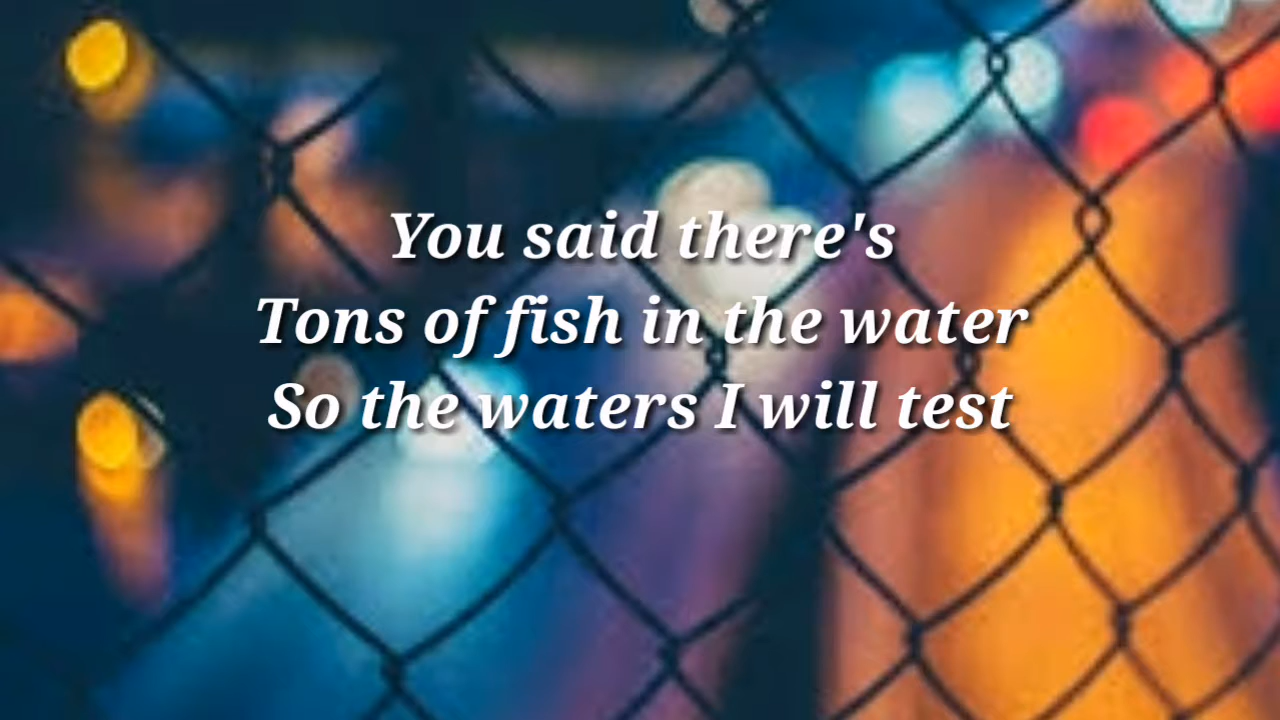 You said there's
Tons of fish in the water
So the waters I will test